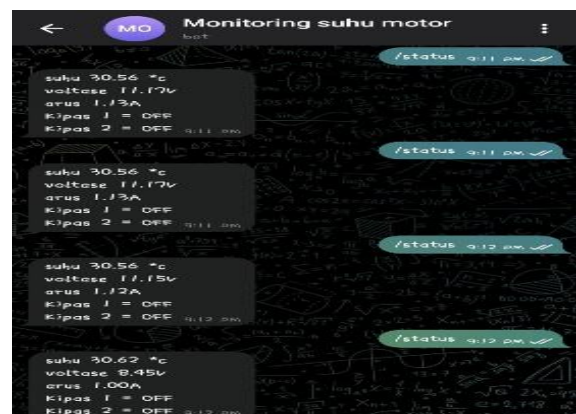 Monitoring suhu motor
MO
bot
/status 9:11 PM
suhu 30.56 *c
voltase 11.17v
arus 1.13A
Kipas 1 = OFF
Kipas 2 = OFF 9:11 PM
/status 9:11 PM
suhu 30.56 *c
voltase 11.17v
arus 1.13A
Kipas 1 = OFF
Kipas 2 = OFF 9:11 PM
/status 9:12 PM
suhu 30.56 *c
voltase 11.15v
arus 1.12A
Kipas 1 = OFF
Kipas 2 = OFF 9:12 PM
/status 9:12 PM
suhu 30.62 *c
voltase 8.45v
arus 1.00A
Kipas 1 = OFF
Kipas 2 = OFF 9:12 PM